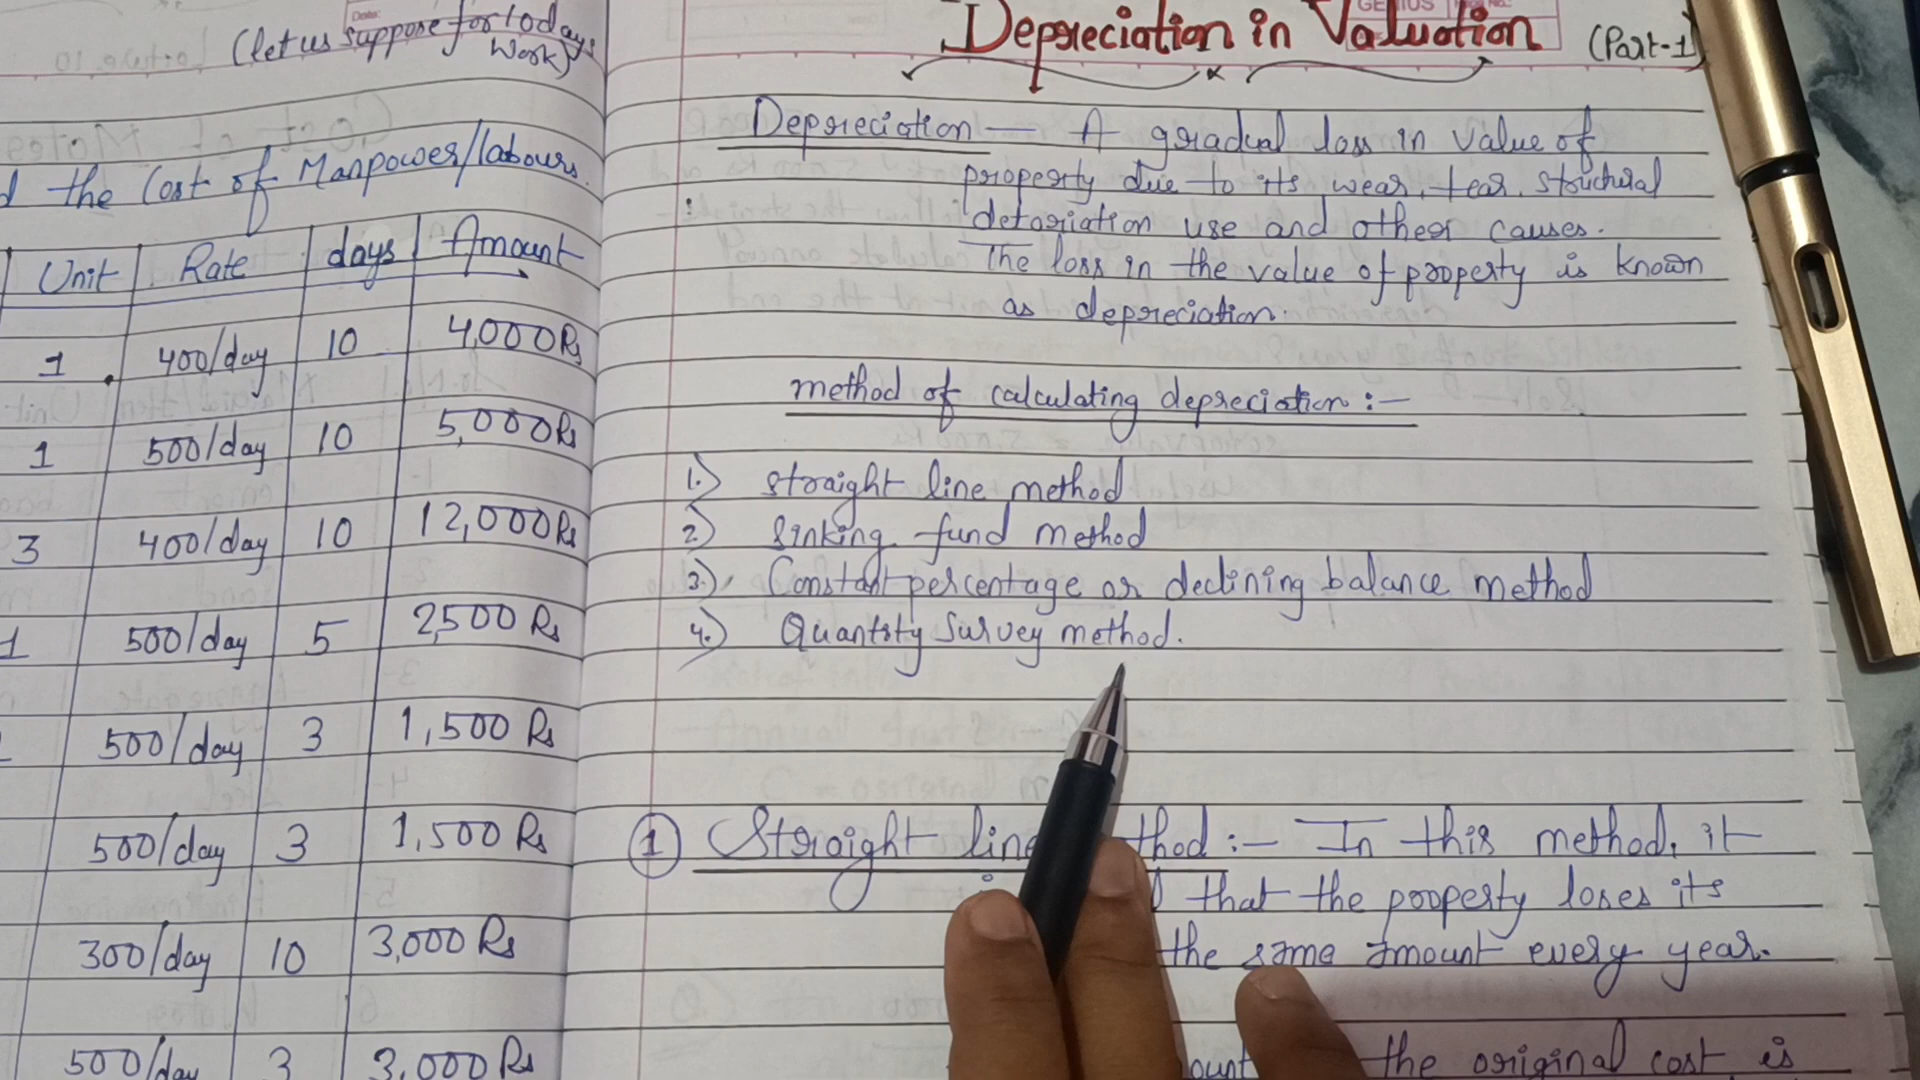 (let us suppose for 10 days
work)
d the Cost of Manpower/labours.
Unit Rate days Amount
1 400/day 10 4,000 Rs
1 500/day 10 5,000 Rs
3 400/day 10 12,000 Rs
1 500/day 5 2,500 Rs
500/day 3 1,500 Rs
500/day 3 1,500 Rs
300/day 10 3,000 Rs
500/day 3 3,000 Rs
Depreciation in Valuation (Part-1)
Depreciation — A gradual loss in value of
property due to its wear, tear, structural
detoriation use and other causes.
The loss in the value of property is known
as depreciation.
method of calculating depreciation :-
1.) straight line method
2.) Sinking fund method
3.) Constant percentage or declining balance method
4.) Quantity Survey method.
1 Straight line thod :- In this method, it
that the property loses its
the same amount every year.
ount the original cost is